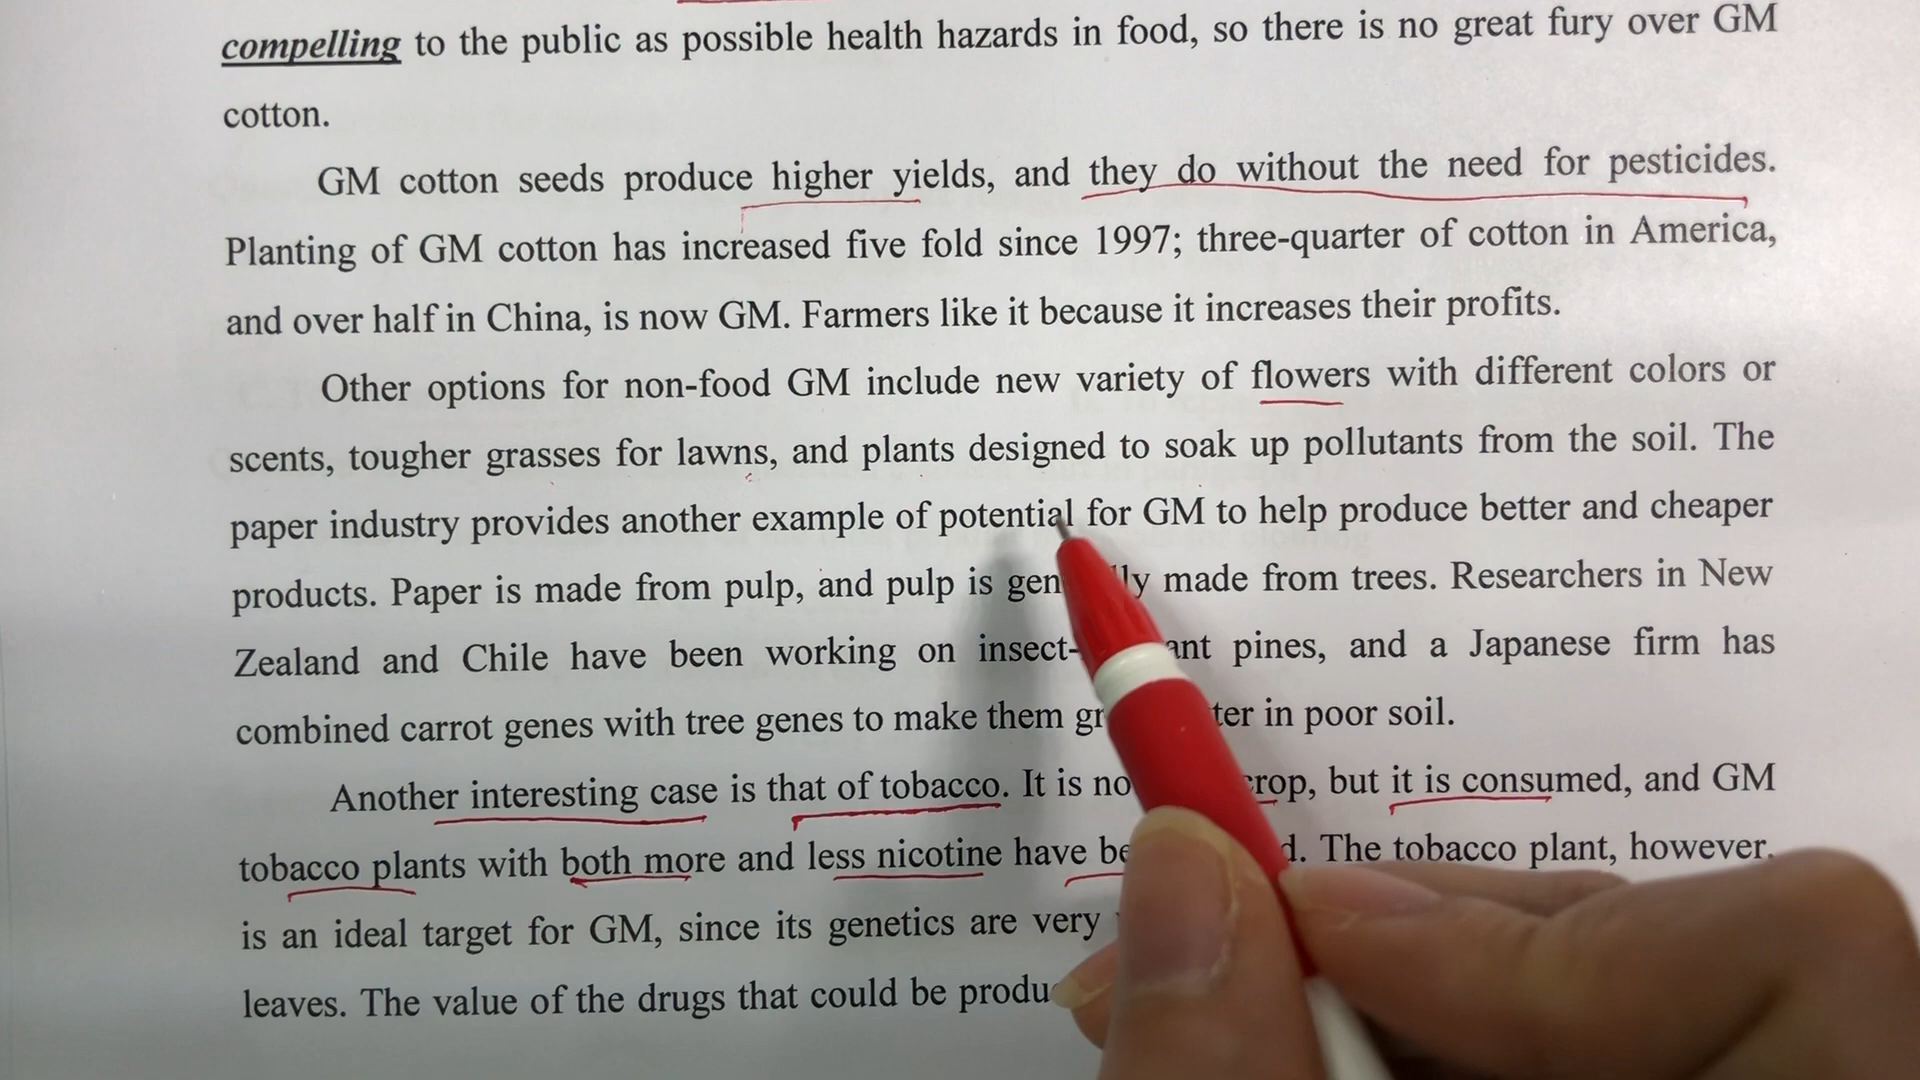 compelling to the public as possible health hazards in food, so there is no great fury over GM
cotton.
GM cotton seeds produce higher yields, and they do without the need for pesticides.
Planting of GM cotton has increased five fold since 1997; three-quarter of cotton in America,
and over half in China, is now GM. Farmers like it because it increases their profits.
Other options for non-food GM include new variety of flowers with different colors or
scents, tougher grasses for lawns, and plants designed to soak up pollutants from the soil. The
paper industry provides another example of potential for GM to help produce better and cheaper
products. Paper is made from pulp, and pulp is made from trees. Researchers in New
Zealand and Chile have been working on pines, and a Japanese firm has
combined carrot genes with tree genes to make them in poor soil.
Another interesting case is that of tobacco. It is crop, but it is consumed, and GM
tobacco plants with both more and less nicotine have The tobacco plant, however,
is an ideal target for GM, since its genetics are very
leaves. The value of the drugs that could be